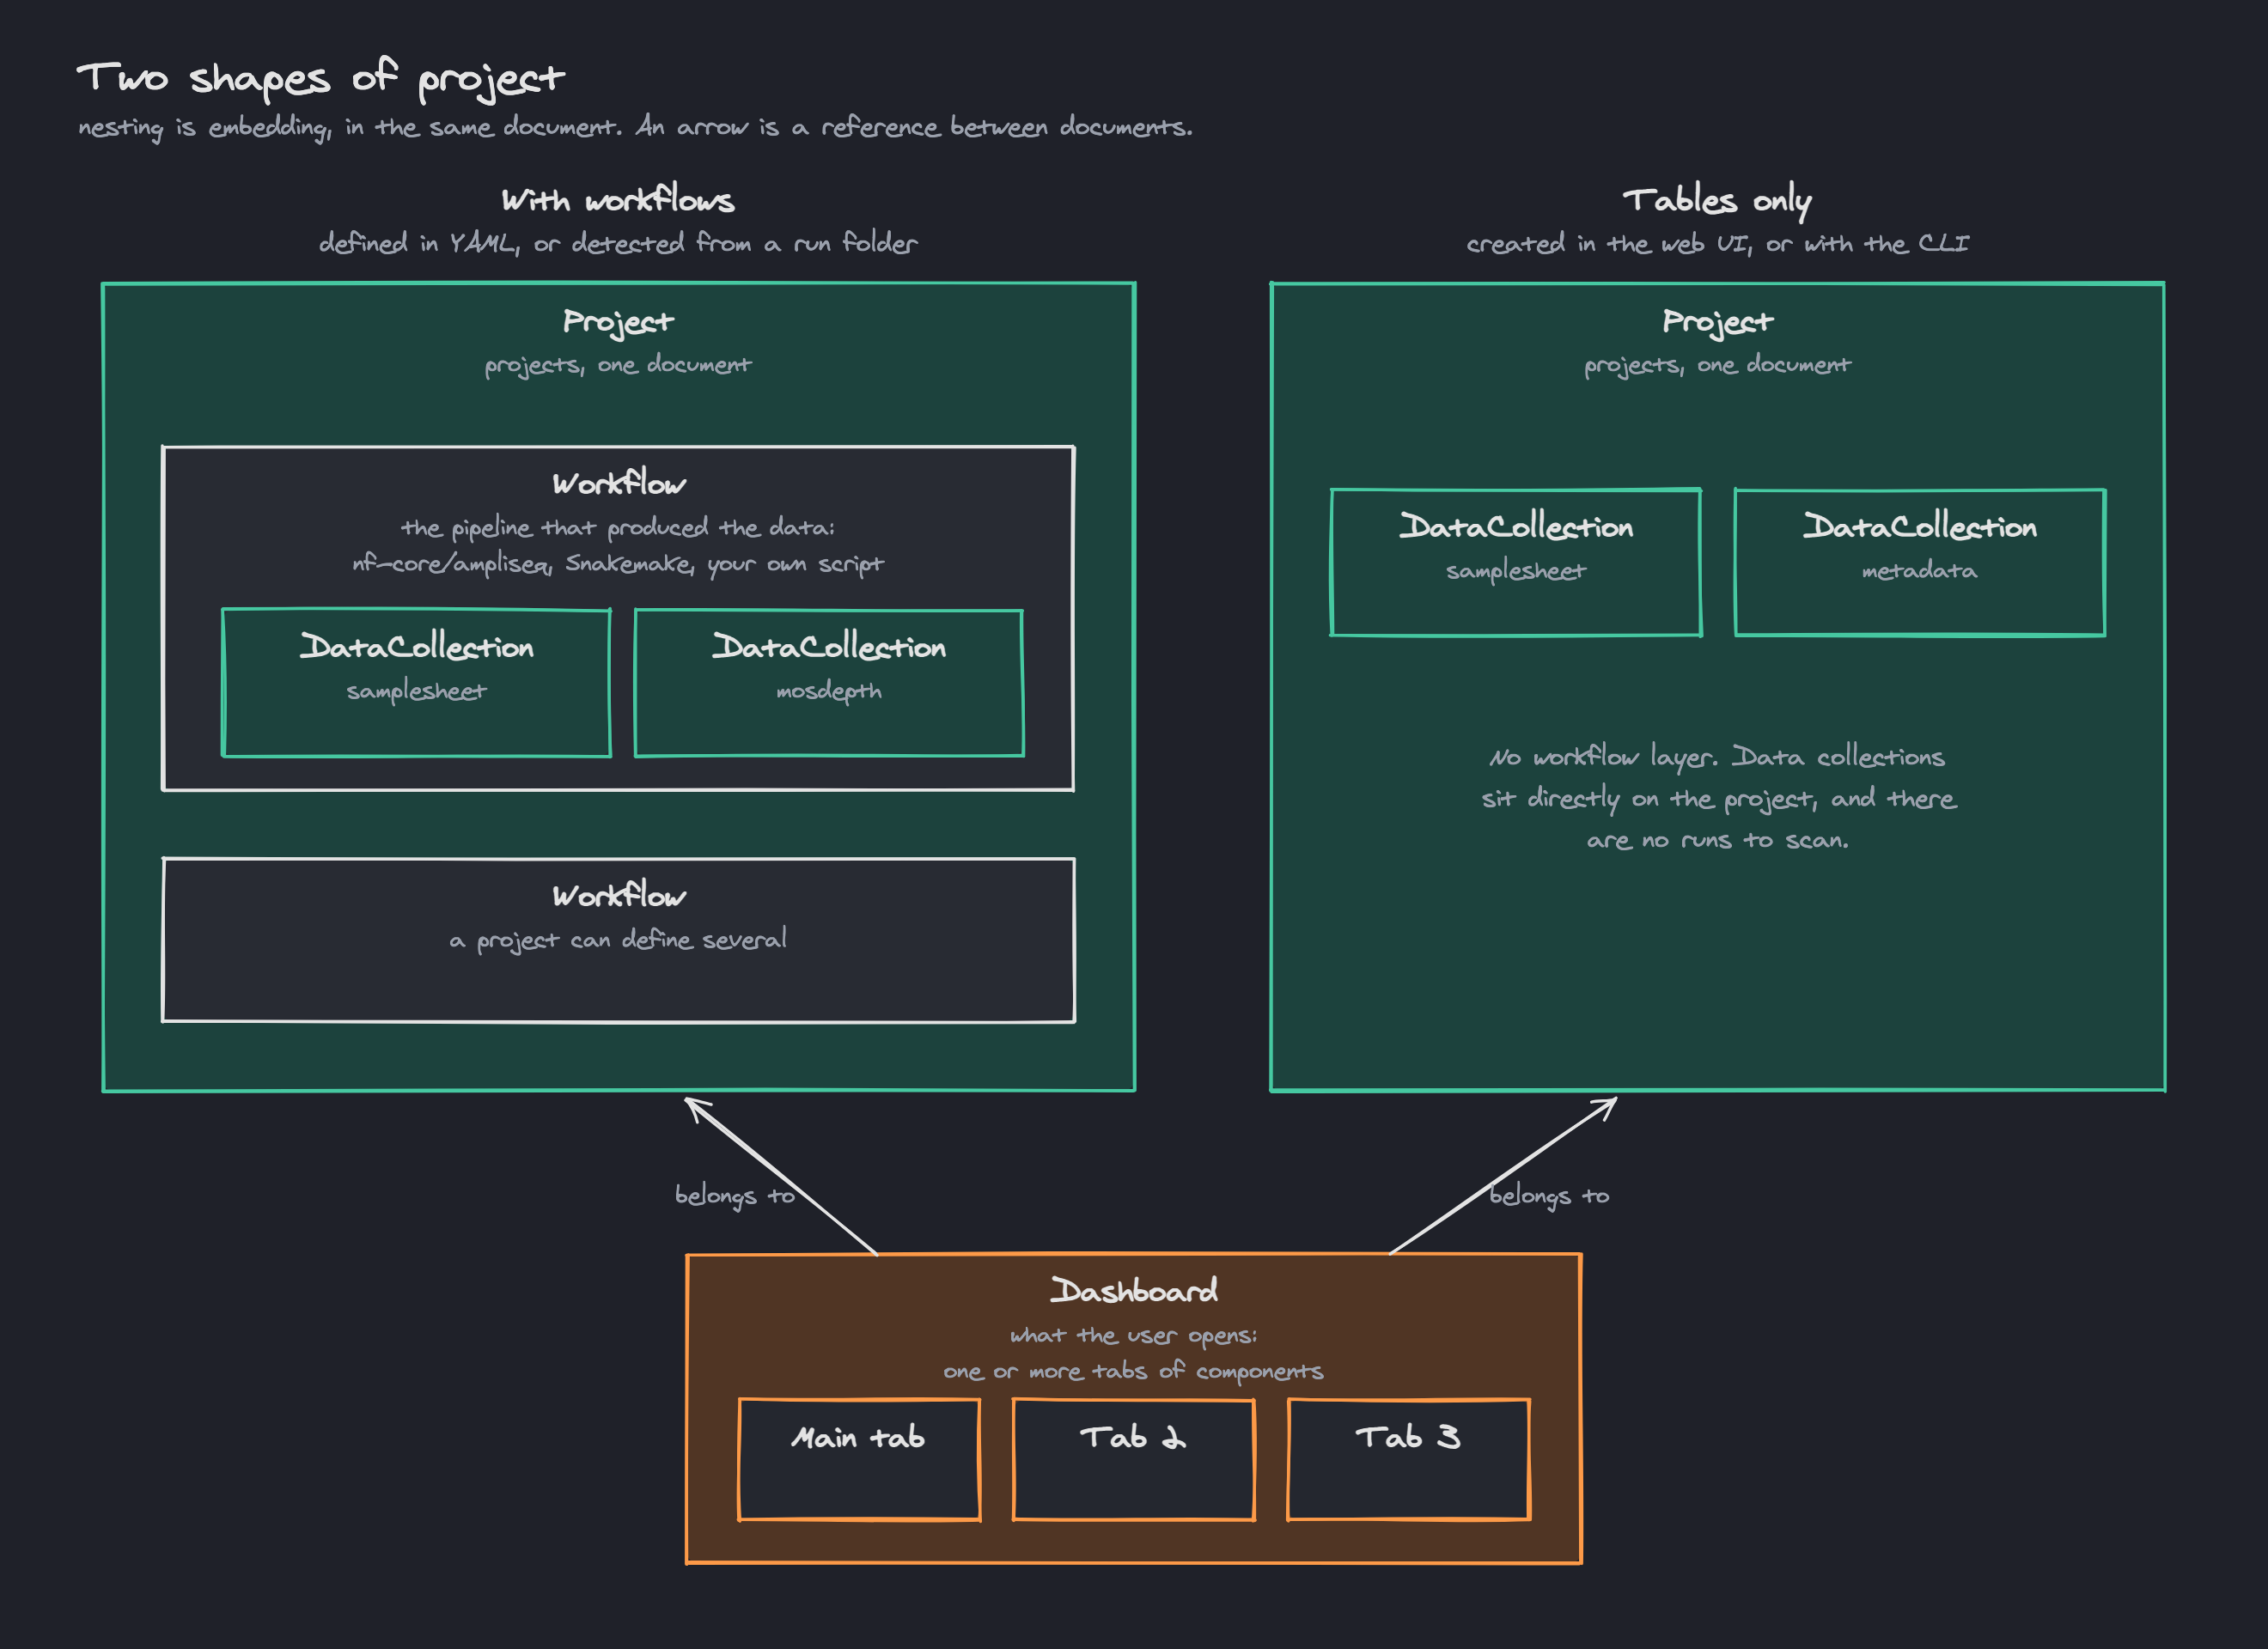 Two shapes of project
nesting is embedding, in the same document. An arrow is a reference between documents.
With workflows
defined in YAML, or detected from a run folder
Project
projects, one document
Workflow
the pipeline that produced the data:
nf-core/ampliseq, Snakemake, your own script
DataCollection
samplesheet
DataCollection
mosdepth
Workflow
a project can define several
Tables only
created in the web UI, or with the CLI
Project
projects, one document
DataCollection
samplesheet
DataCollection
metadata
No workflow layer. Data collections
sit directly on the project, and there
are no runs to scan.
belongs to
belongs to
Dashboard
what the user opens:
one or more tabs of components
Main tab
Tab 2
Tab 3